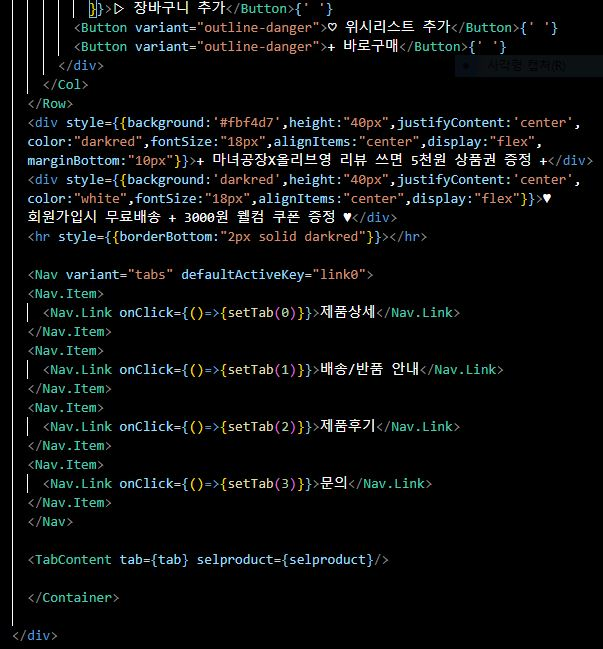 }}>▷ 장바구니 추가</Button>{' '}
<Button variant="outline-danger">♡ 위시리스트 추가</Button>{' '}
<Button variant="outline-danger">+ 바로구매</Button>{' '}
사각형 캡처(R)
</div>
</Col>
</Row>
<div style={{background:'#fbf4d7',height:"40px",justifyContent:'center',
color:"darkred",fontSize:"18px",alignItems:"center",display:"flex",
marginBottom:"10px"}}>+ 마녀공장X올리브영 리뷰 쓰면 5천원 상품권 증정 +</div>
<div style={{background:'darkred',height:"40px",justifyContent:'center',
color:"white",fontSize:"18px",alignItems:"center",display:"flex"}}>♥
회원가입시 무료배송 + 3000원 웰컴 쿠폰 증정 ♥</div>
<hr style={{borderBottom:"2px solid darkred"}}></hr>
<Nav variant="tabs" defaultActiveKey="link0">
<Nav.Item>
<Nav.Link onClick={()=>{setTab(0)}}>제품상세</Nav.Link>
</Nav.Item>
<Nav.Item>
<Nav.Link onClick={()=>{setTab(1)}}>배송/반품 안내</Nav.Link>
</Nav.Item>
<Nav.Item>
<Nav.Link onClick={()=>{setTab(2)}}>제품후기</Nav.Link>
</Nav.Item>
<Nav.Item>
<Nav.Link onClick={()=>{setTab(3)}}>문의</Nav.Link>
</Nav.Item>
</Nav>
<TabContent tab={tab} selproduct={selproduct}/>
</Container>
</div>